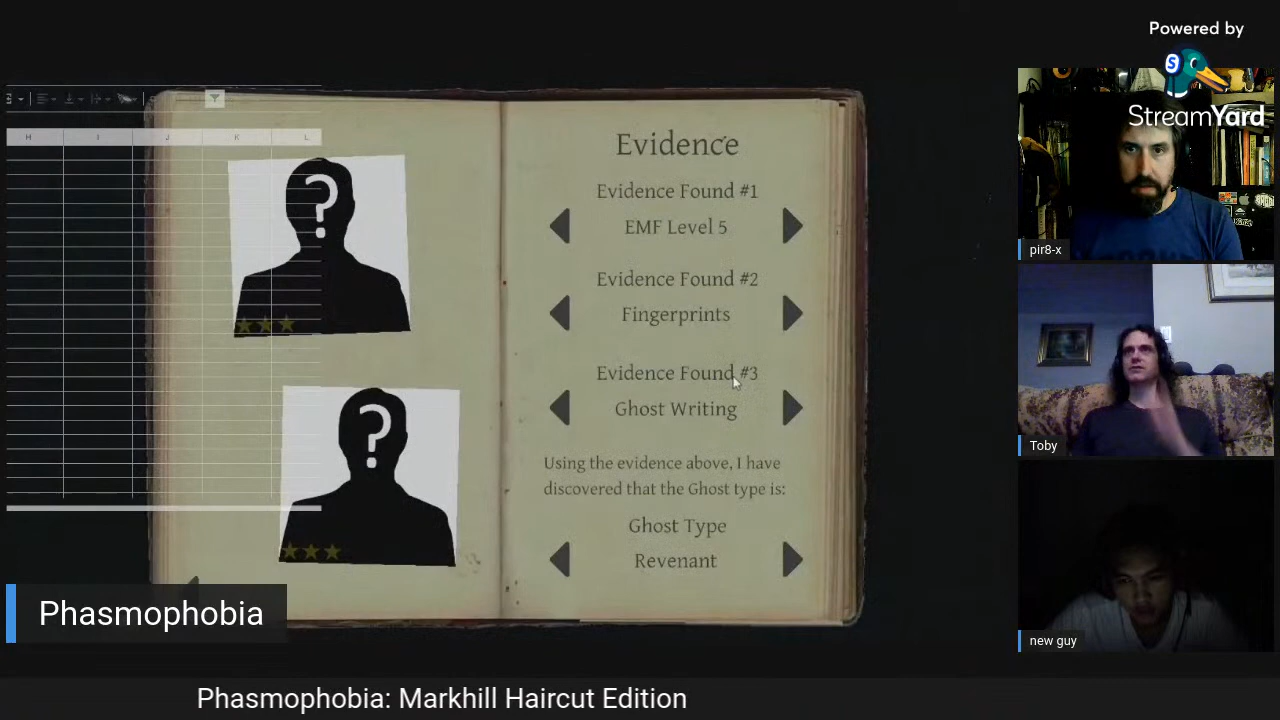 Powered by
StreamYard
H I J K L
Evidence
Evidence Found #1
EMF Level 5
Evidence Found #2
Fingerprints
Evidence Found #3
Ghost Writing
Using the evidence above, I have
discovered that the Ghost type is:
Ghost Type
Revenant
pir8-x
Toby
new guy
Phasmophobia
Phasmophobia: Markhill Haircut Edition